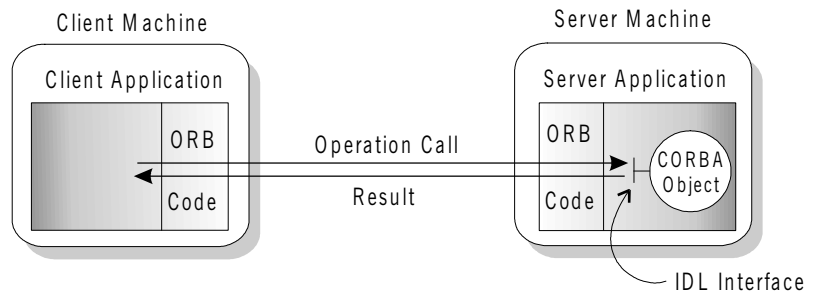 Client Machine
Server Machine
Client Application
Server Application
ORB
Code
Operation Call
Result
ORB
Code
CORBA
Object
IDL Interface